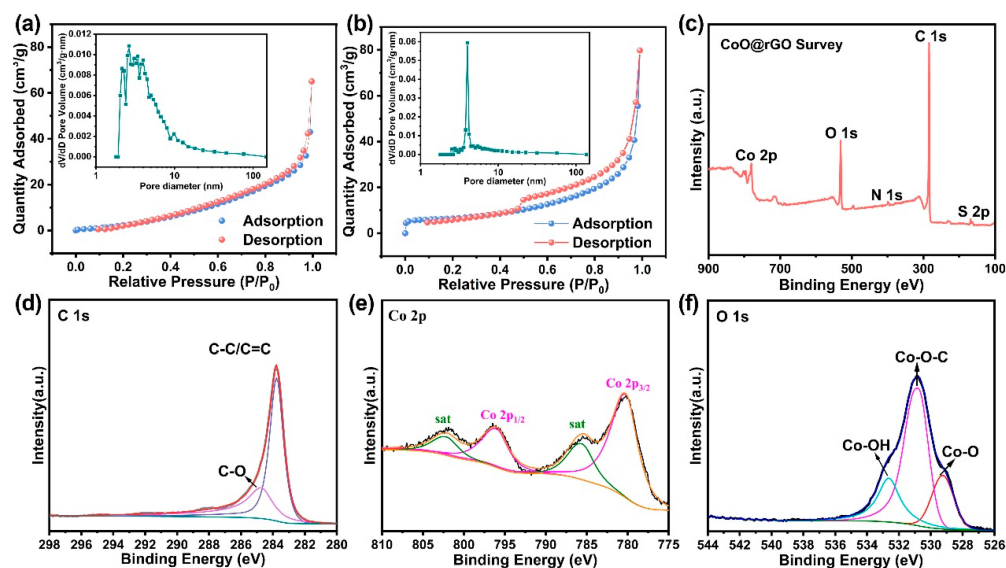 (a)
Quantity Adsorbed (cm³/g)
80
60
40
20
0
0.0 0.2 0.4 0.6 0.8 1.0
Relative Pressure (P/P₀)
dV/dD Pore Volume (cm³/g·nm)
0.012
0.010
0.008
0.006
0.004
0.002
0.000
1 10 100
Pore diameter (nm)
Adsorption
Desorption
(b)
Quantity Adsorbed (cm³/g)
80
60
40
20
0
0.0 0.2 0.4 0.6 0.8 1.0
Relative Pressure (P/P₀)
dV/dD Pore Volume (cm³/g·nm)
0.06
0.05
0.04
0.03
0.02
0.01
0.00
1 10 100
Pore diameter (nm)
Adsorption
Desorption
(c)
CoO@rGO Survey
C 1s
O 1s
Co 2p
N 1s
S 2p
Intensity (a.u.)
900 700 500 300 100
Binding Energy (eV)
(d)
C 1s
C-C/C=C
C-O
Intensity(a.u.)
298 296 294 292 290 288 286 284 282 280
Binding Energy (eV)
(e)
Co 2p
Co 2p₃/₂
Co 2p₁/₂
sat
sat
Intensity(a.u.)
810 805 800 795 790 785 780 775
Binding Energy (eV)
(f)
O 1s
Co-O-C
Co-OH
Co-O
Intensity(a.u.)
544 542 540 538 536 534 532 530 528 526
Binding Energy (eV)